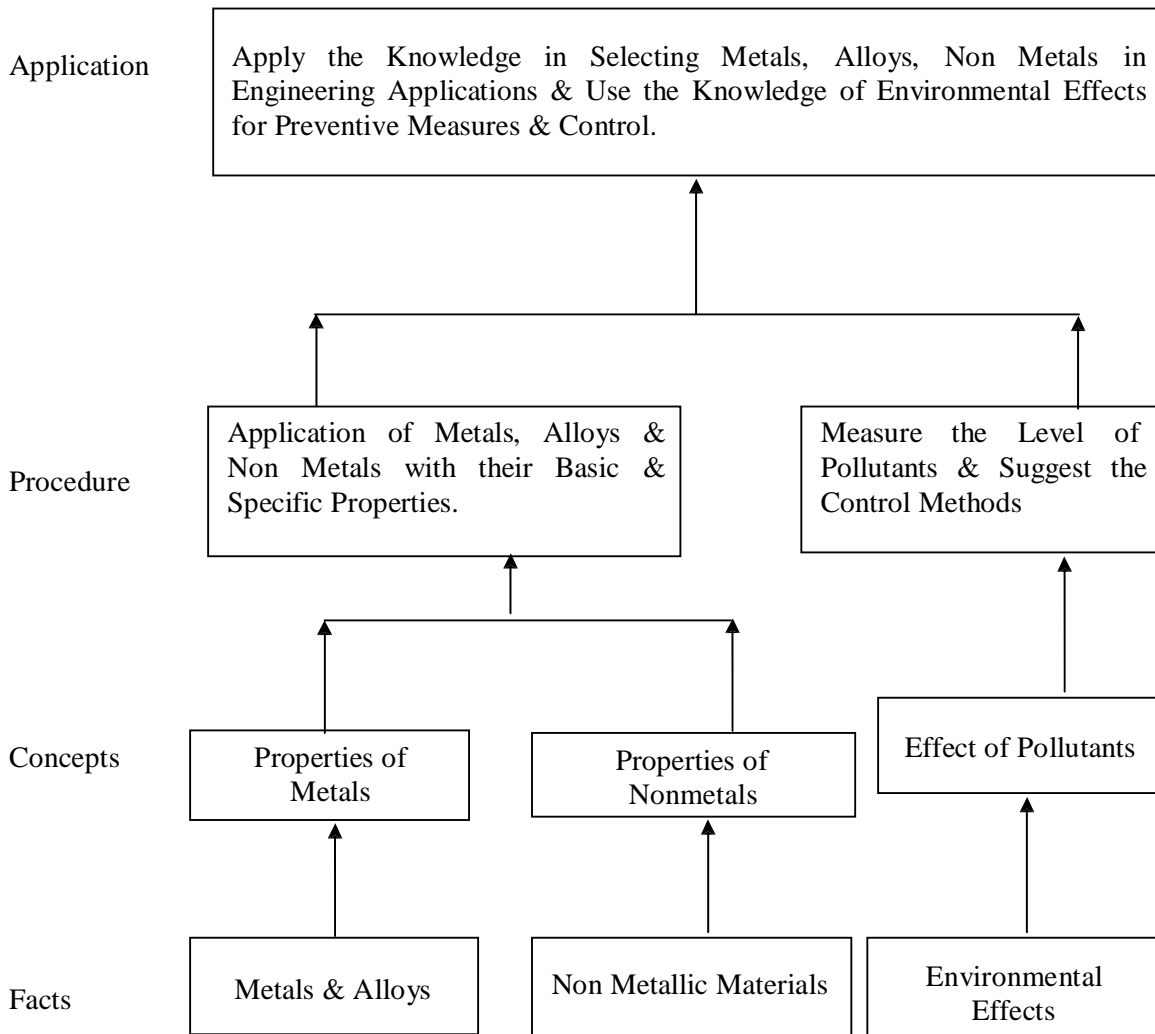 Application
Apply the Knowledge in Selecting Metals, Alloys, Non Metals in
Engineering Applications & Use the Knowledge of Environmental Effects
for Preventive Measures & Control.
Procedure
Application of Metals, Alloys &
Non Metals with their Basic &
Specific Properties.
Measure the Level of
Pollutants & Suggest the
Control Methods
Concepts
Properties of
Metals
Properties of
Nonmetals
Effect of Pollutants
Facts
Metals & Alloys
Non Metallic Materials
Environmental
Effects